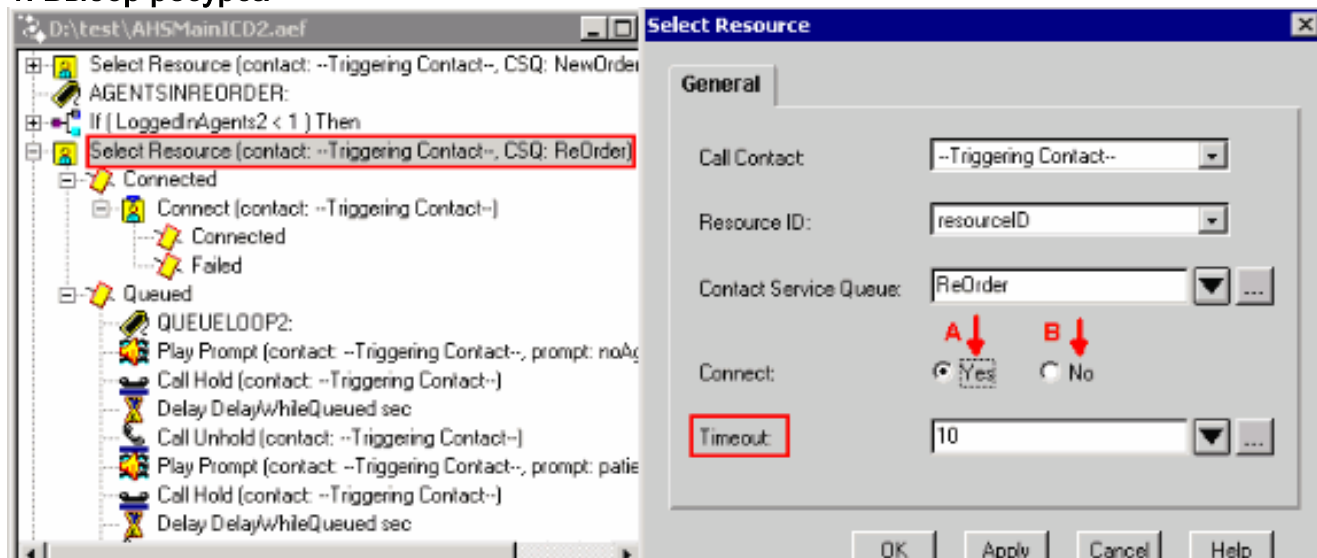 D:\test\AHSMainICD2.aef
Select Resource (contact: --Triggering Contact--, CSQ: NewOrder
AGENTSINREORDER:
If ( LoggedInAgents2 < 1 ) Then
Select Resource (contact: --Triggering Contact--, CSQ: ReOrder)
Connected
Connect (contact: --Triggering Contact--)
Connected
Failed
Queued
QUEUELOOP2:
Play Prompt (contact: --Triggering Contact--, prompt: noAg
Call Hold (contact: --Triggering Contact--)
Delay DelayWhileQueued sec
Call Unhold (contact: --Triggering Contact--)
Play Prompt (contact: --Triggering Contact--, prompt: patie
Call Hold (contact: --Triggering Contact--)
Delay DelayWhileQueued sec
Select Resource
General
Call Contact: --Triggering Contact--
Resource ID: resourceID
Contact Service Queue: ReOrder ...
A B
Connect: Yes No
Timeout: 10 ...
OK Apply Cancel Help